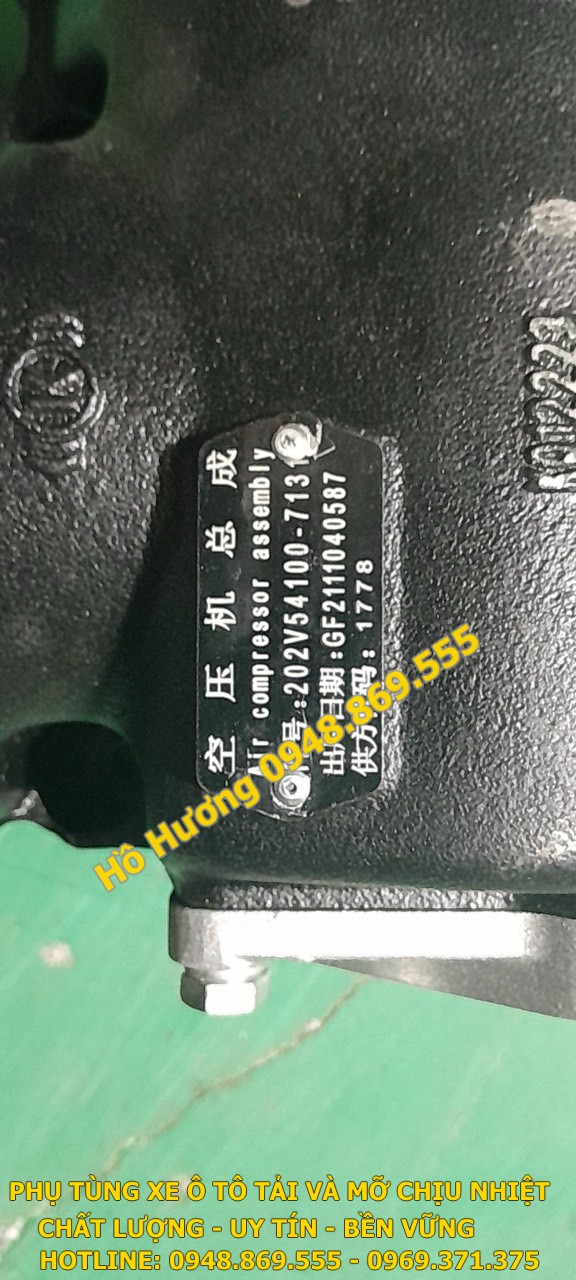 空压机总成
Air compressor assembly
号:202V54100-7131
出 日期:GF2111040587
供方 码:1778
Hồ Hương 0948.869.555
PHỤ TÙNG XE Ô TÔ TẢI VÀ MỠ CHỊU NHIỆT
CHẤT LƯỢNG - UY TÍN - BỀN VỮNG
HOTLINE: 0948.869.555 - 0969.371.375